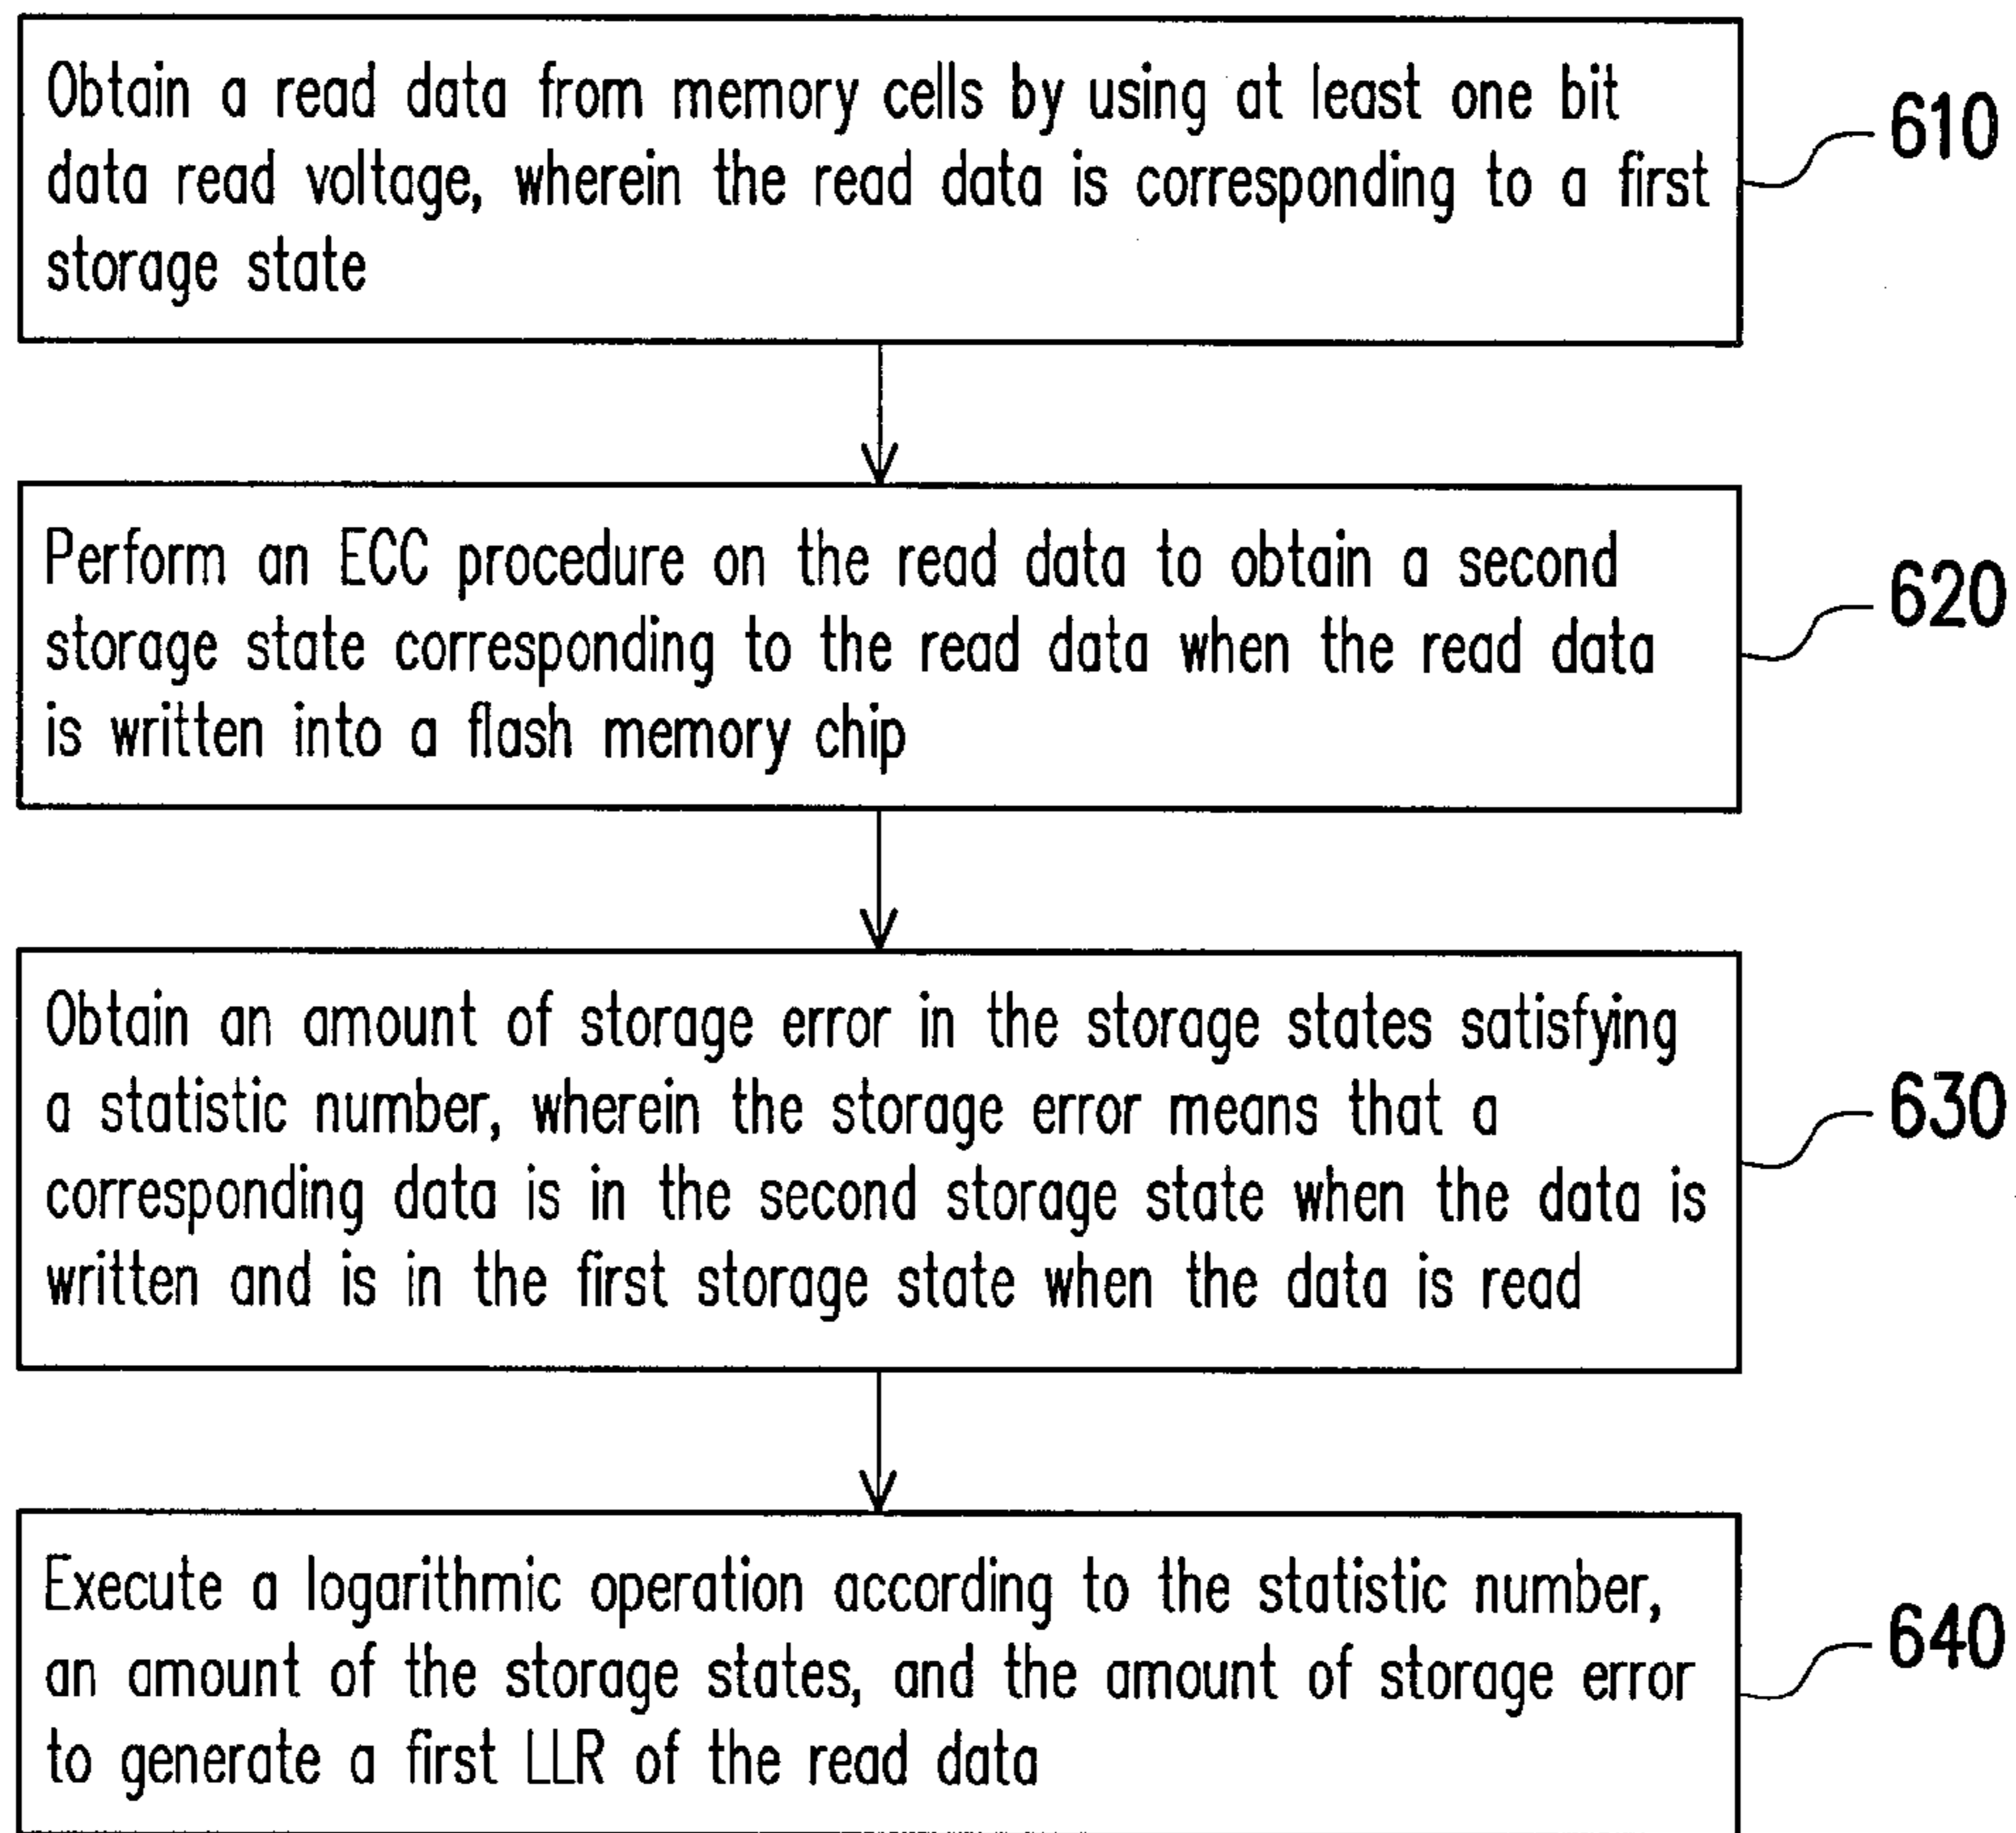 Obtain a read data from memory cells by using at least one bit
data read voltage, wherein the read data is corresponding to a first
storage state
610
Perform an ECC procedure on the read data to obtain a second
storage state corresponding to the read data when the read data
is written into a flash memory chip
620
Obtain an amount of storage error in the storage states satisfying
a statistic number, wherein the storage error means that a
corresponding data is in the second storage state when the data is
written and is in the first storage state when the data is read
630
Execute a logarithmic operation according to the statistic number,
an amount of the storage states, and the amount of storage error
to generate a first LLR of the read data
640